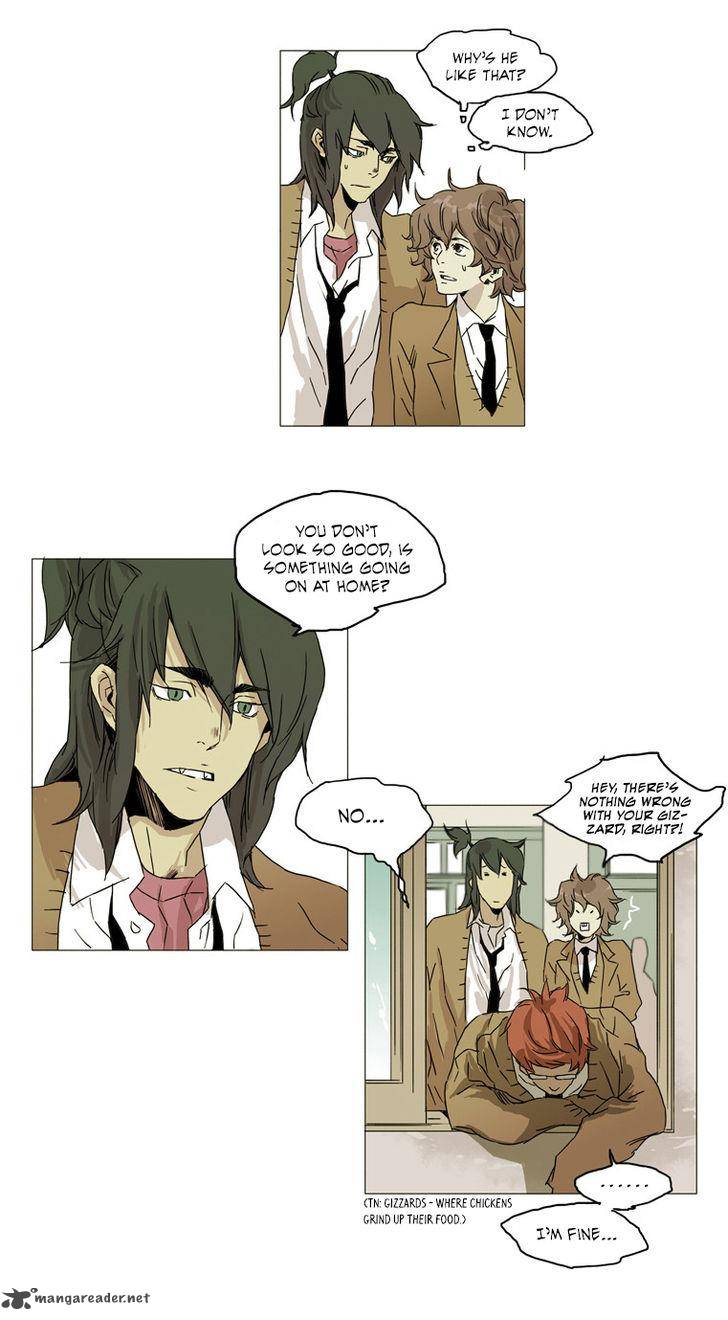 WHY'S HE
LIKE THAT?
I DON'T
KNOW.
YOU DON'T
LOOK SO GOOD, IS
SOMETHING GOING
ON AT HOME?
NO...
HEY, THERE'S
NOTHING WRONG
WITH YOUR GIZ-
ZARD, RIGHT?!
......
(TN: GIZZARDS - WHERE CHICKENS
GRIND UP THEIR FOOD.)
I'M FINE...
mangareader.net